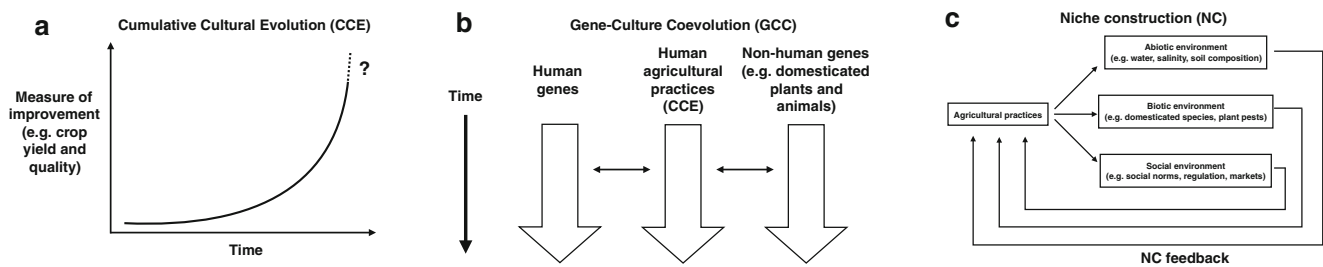 a
Cumulative Cultural Evolution (CCE)
Measure of
improvement
(e.g. crop
yield and
quality)
?
Time
b
Gene-Culture Coevolution (GCC)
Time
Human
genes
Human
agricultural
practices
(CCE)
Non-human genes
(e.g. domesticated
plants and
animals)
c
Niche construction (NC)
Agricultural practices
Abiotic environment
(e.g. water, salinity, soil composition)
Biotic environment
(e.g. domesticated species, plant pests)
Social environment
(e.g. social norms, regulation, markets)
NC feedback